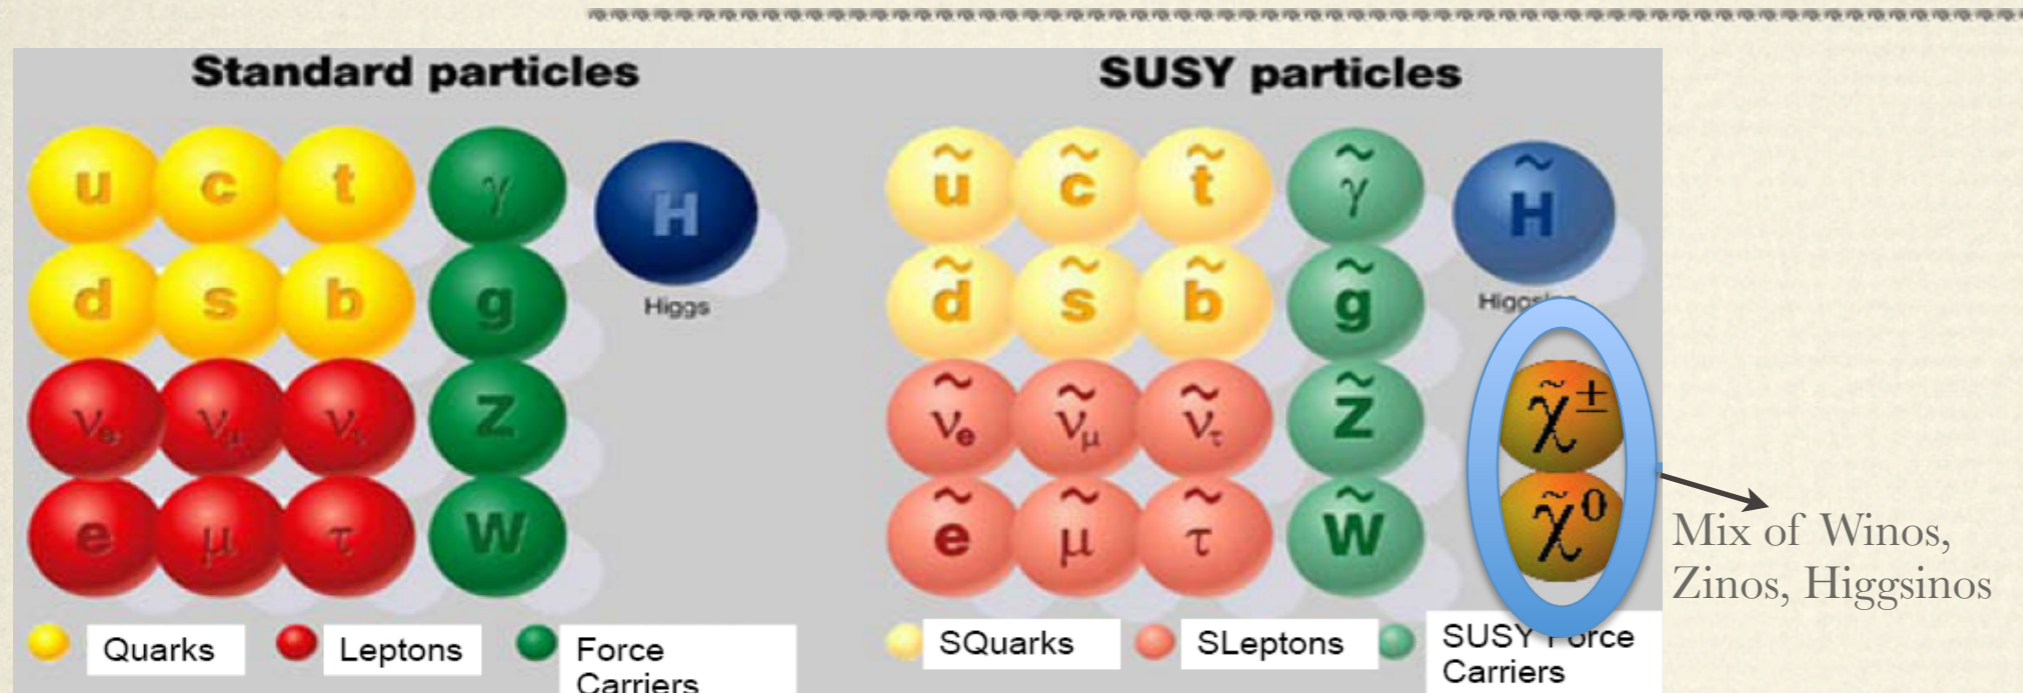 Standard particles
SUSY particles
u c t γ H
d s b g
Higgs
νe νμ ντ Z
e μ τ W
Quarks
Leptons
Force
Carriers
ũ c̃ t̃ γ̃ H̃
d̃ s̃ b̃ g̃
ν̃e ν̃μ ν̃τ Z̃ χ̃±
ẽ μ̃ τ̃ W̃ χ̃0
SQuarks
SLeptons
SUSY Force
Carriers
Mix of Winos,
Zinos, Higgsinos